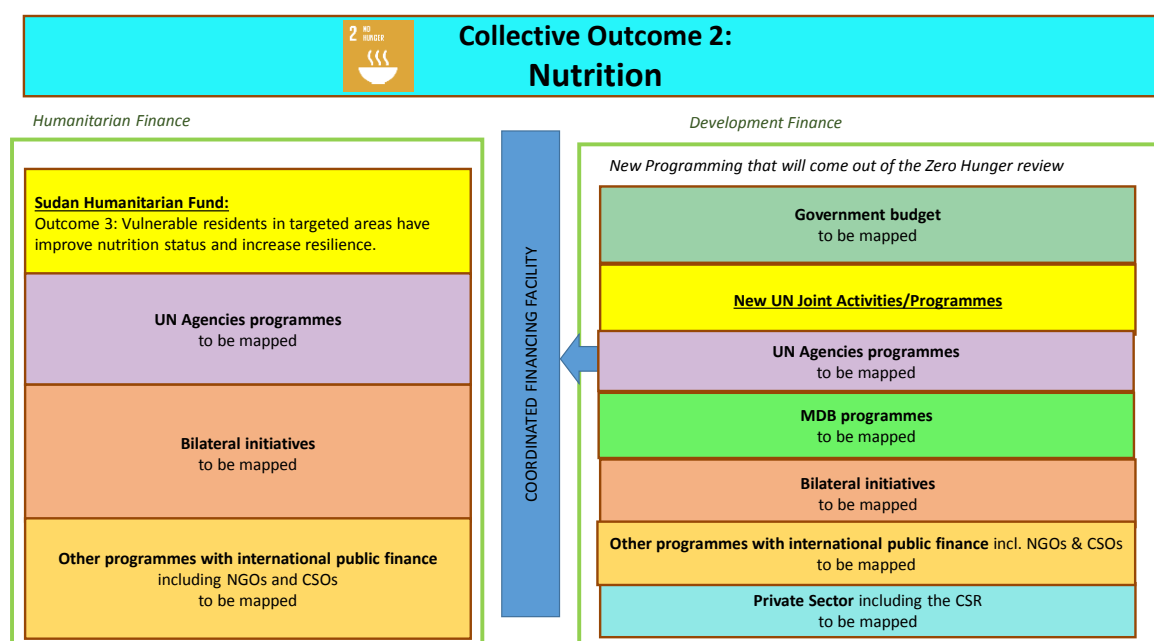 2 NO
HUNGER
Collective Outcome 2:
Nutrition
Humanitarian Finance
Sudan Humanitarian Fund:
Outcome 3: Vulnerable residents in targeted areas have
improve nutrition status and increase resilience.
UN Agencies programmes
to be mapped
Bilateral initiatives
to be mapped
Other programmes with international public finance
including NGOs and CSOs
to be mapped
COORDINATED FINANCING FACILITY
Development Finance
New Programming that will come out of the Zero Hunger review
Government budget
to be mapped
New UN Joint Activities/Programmes
UN Agencies programmes
to be mapped
MDB programmes
to be mapped
Bilateral initiatives
to be mapped
Other programmes with international public finance incl. NGOs & CSOs
to be mapped
Private Sector including the CSR
to be mapped